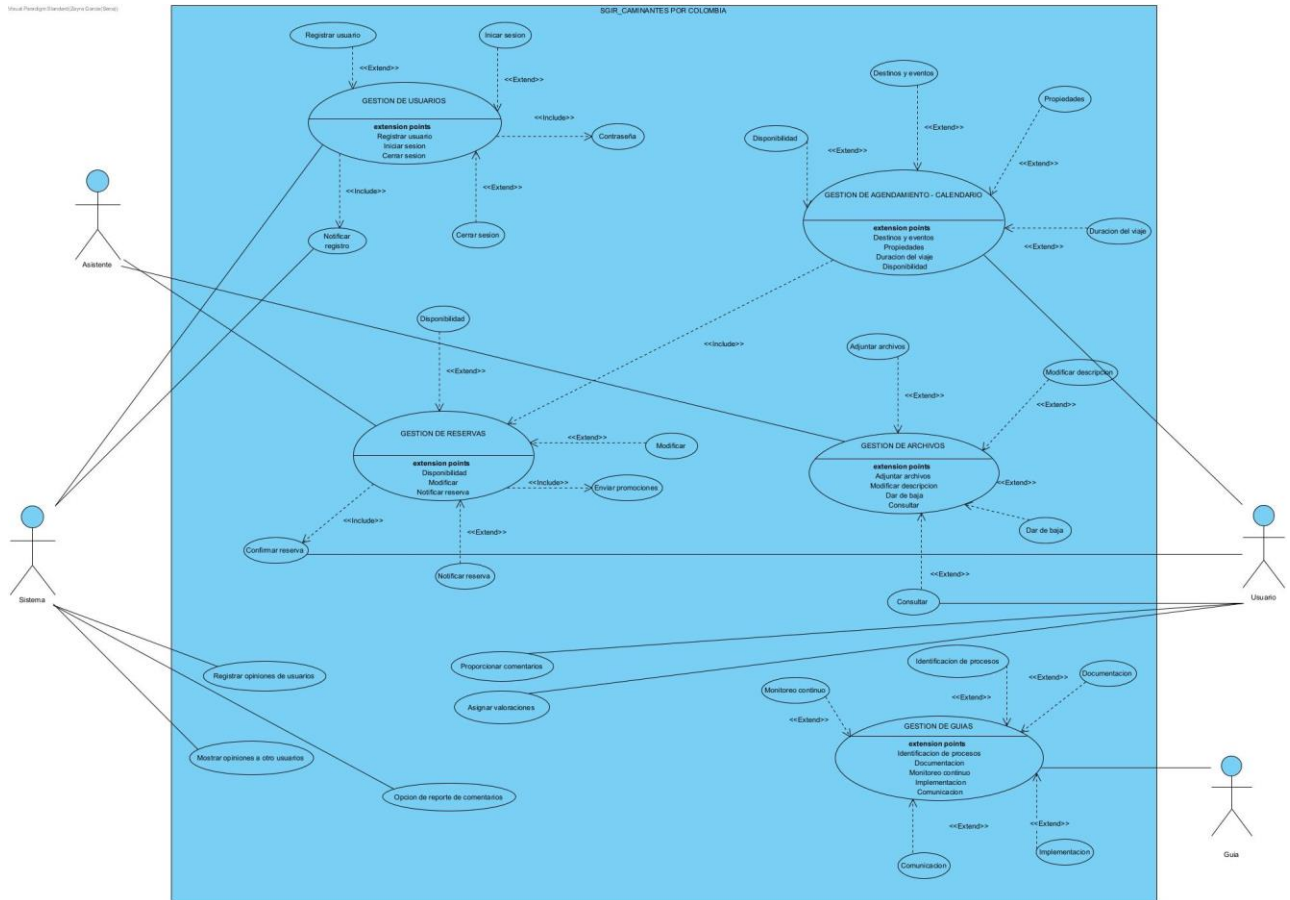 Visual Paradigm Standard
SGIR_CAMINANTES POR COLOMBIA
Registrar usuario
Inicar sesion
<<Extend>>
<<Extend>>
GESTION DE USUARIOS
extension points
Registrar usuario
Iniciar sesion
Cerrar sesion
<<Include>>
Contraseña
<<Include>>
<<Extend>>
Notificar
registro
Cerrar sesion
Destinos y eventos
Propiedades
Disponibilidad
<<Extend>>
<<Extend>>
<<Extend>>
GESTION DE AGENDAMIENTO - CALENDARIO
extension points
Destinos y eventos
Propiedades
Duracion del viaje
Disponibilidad
Duracion del viaje
<<Extend>>
Asistente
Disponibilidad
<<Extend>>
<<Include>>
GESTION DE RESERVAS
extension points
Disponibilidad
Modificar
Notificar reserva
<<Extend>>
Modificar
<<Include>>
Enviar promociones
<<Include>>
<<Extend>>
Confirmar reserva
Notificar reserva
Adjuntar archivos
Modificar descripcion
<<Extend>>
<<Extend>>
GESTION DE ARCHIVOS
extension points
Adjuntar archivos
Modificar descripcion
Dar de baja
Consultar
<<Extend>>
Dar de baja
<<Extend>>
Consultar
Sistema
Usuario
Registrar opiniones de usuarios
Proporcionar comentarios
Asignar valoraciones
Mostrar opiniones a otro usuarios
Opcion de reporte de comentarios
Identificacion de procesos
Documentacion
Monitoreo continuo
<<Extend>>
<<Extend>>
<<Extend>>
GESTION DE GUIAS
extension points
Identificacion de procesos
Documentacion
Monitoreo continuo
Implementacion
Comunicacion
<<Extend>>
<<Extend>>
Comunicacion
Implementacion
Guia